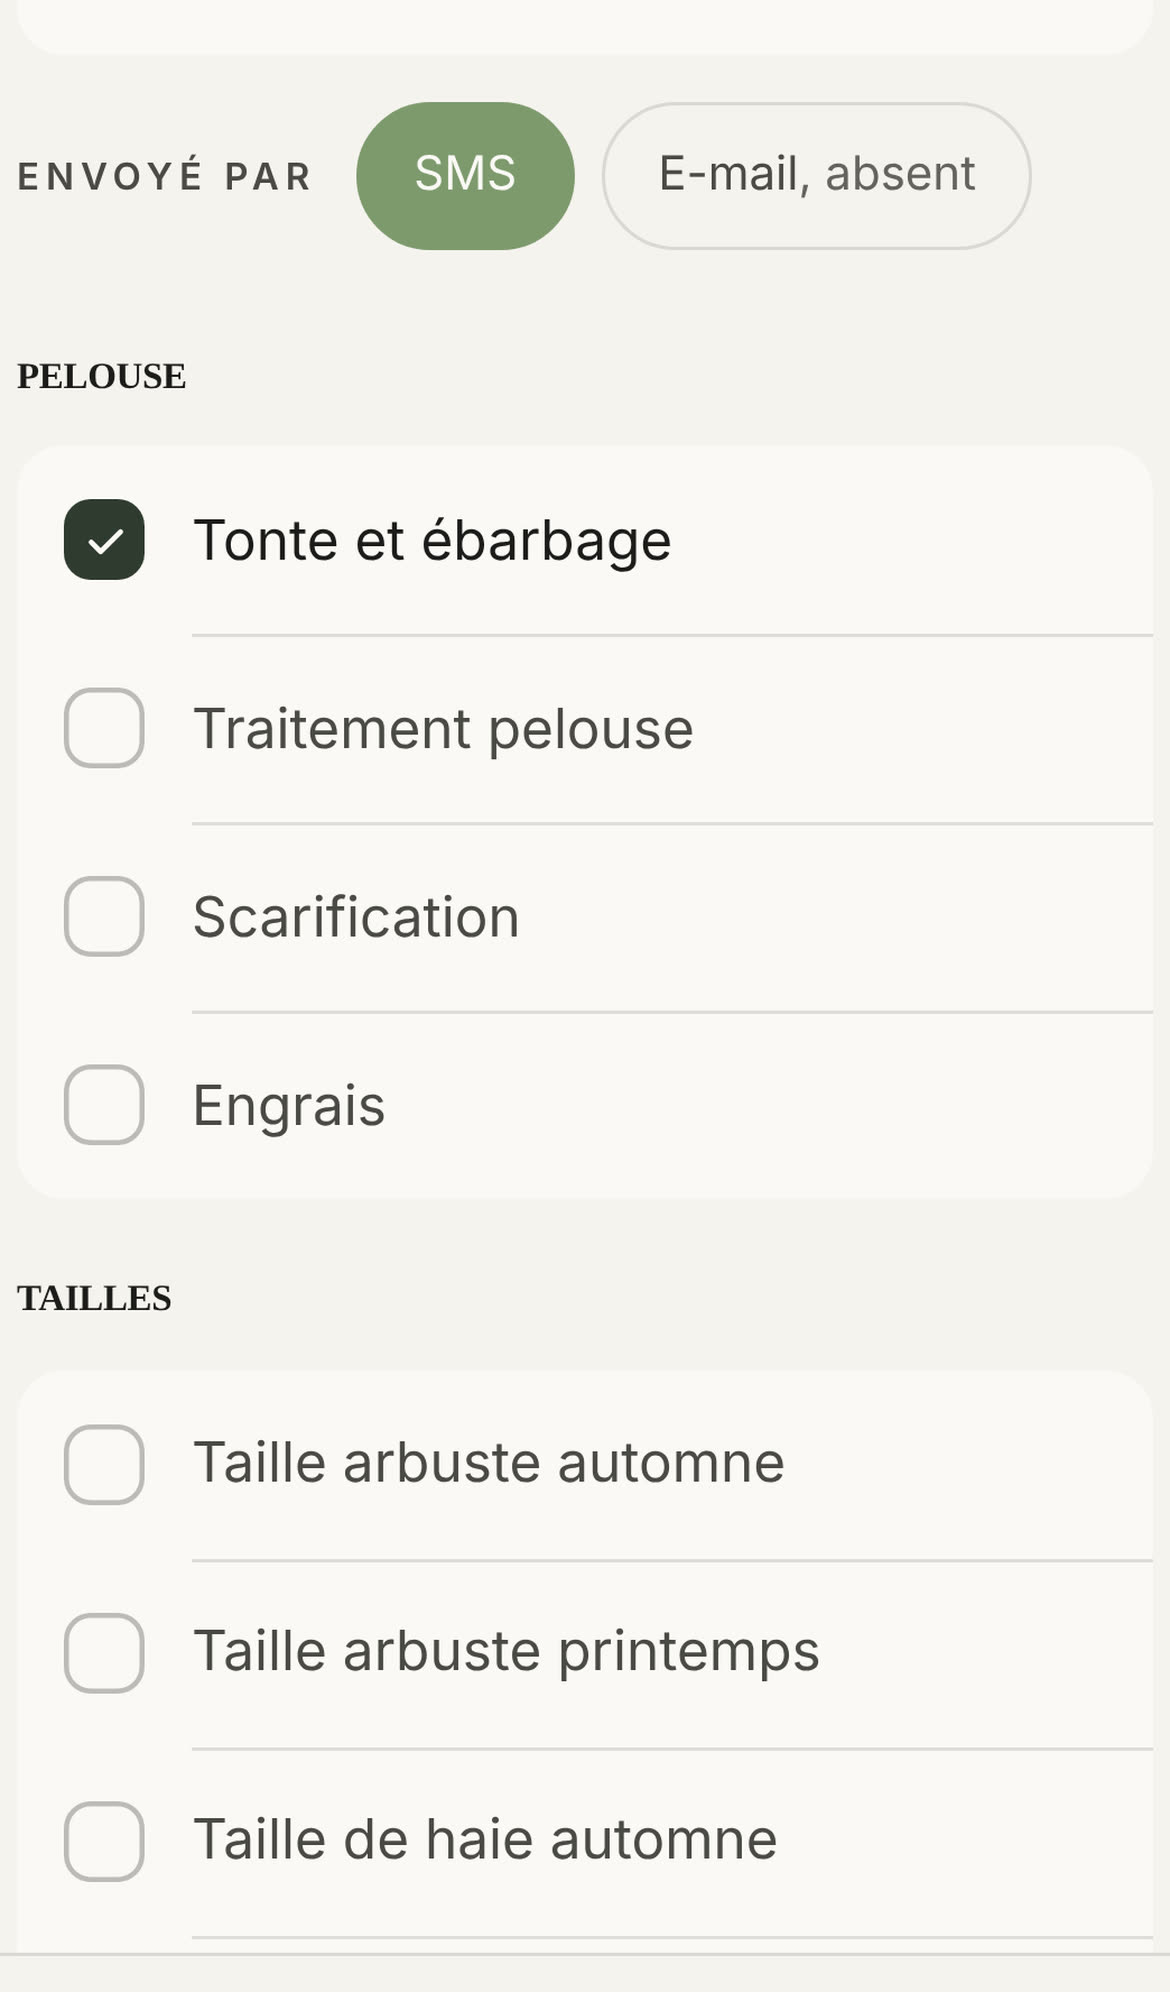 ENVOYÉ PAR SMS E-mail, absent
PELOUSE
Tonte et ébarbage
Traitement pelouse
Scarification
Engrais
TAILLES
Taille arbuste automne
Taille arbuste printemps
Taille de haie automne